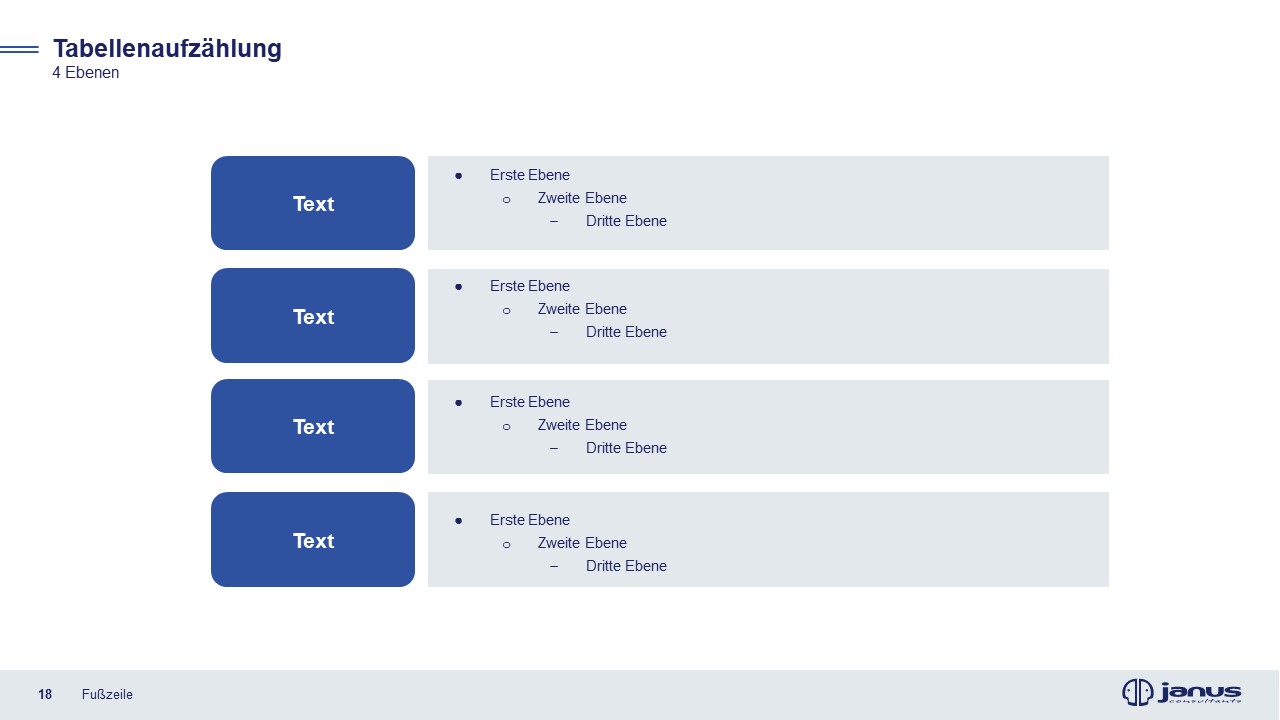 Tabellenaufzählung
4 Ebenen
Text
● Erste Ebene
o Zweite Ebene
– Dritte Ebene
Text
● Erste Ebene
o Zweite Ebene
– Dritte Ebene
Text
● Erste Ebene
o Zweite Ebene
– Dritte Ebene
Text
● Erste Ebene
o Zweite Ebene
– Dritte Ebene
18 Fußzeile
janus
consultants